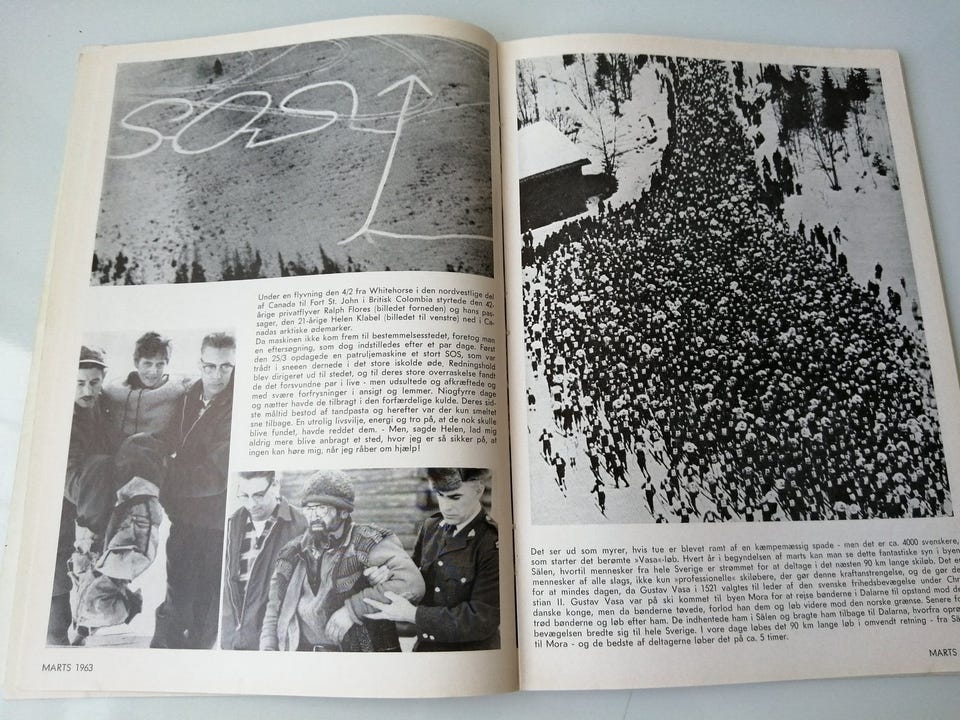 SOS
Under en flyvning den 4/2 fra Whitehorse i den nordvestlige del
af Canada til Fort St. John i Britisk Colombia styrtede den 42-
årige privatflyver Ralph Flores (billedet forneden) og hans pas-
sager, den 21-årige Helen Klabel (billedet til venstre) ned i Ca-
nadas arktiske ødemarker.
Da maskinen ikke kom frem til bestemmelsesstedet, foretog man
en eftersøgning, som dog indstilledes efter et par dage. Først
den 25/3 opdagede en patruljemaskine et stort SOS, som var
trådt i sneen dernede i det store iskolde øde, Redningshold
blev dirigeret ud til stedet, og til deres store overraskelse fandt
de det forsvundne par i live - men udsultede og afkræftede og
med svære forfrysninger i ansigt og lemmer. Niogfyrre dage
og nætter havde de tilbragt i den forfærdelige kulde. Deres sid-
ste måltid bestod af tandpasta og herefter var der kun smeltet
sne tilbage. En utrolig livsvilje, energi og tro på, at de nok skulle
blive fundet, havde reddet dem. - Men, sagde Helen, lad mig
aldrig mere blive anbragt et sted, hvor jeg er så sikker på, at
ingen kan høre mig, når jeg råber om hjælp!
MARTS 1963
Det ser ud som myrer, hvis tue er blevet ramt af en kæmpemæssig spade - men det er ca. 4000 svenskere,
som starter det berømte »Vasa«-løb. Hvert år i begyndelsen af marts kan man se dette fantastiske syn i byen
Sälen, hvortil mennesker fra hele Sverige er strømmet for at deltage i det næsten 90 km lange skiløb. Det er
mennesker af alle slags, ikke kun »professionelle« skiløbere, der gør denne kraftanstrengelse, og de gør de
for at mindes dagen, da Gustav Vasa i 1521 valgtes til leder af den svenske frihedsbevægelse under Chr
stian II. Gustav Vasa var på ski kommet til byen Mora for at rejse bønderne i Dalarne til opstand mod de
danske konge, men da bønderne tøvede, forlod han dem og løb videre mod den norske grænse. Senere fo
trød bønderne og løb efter ham. De indhentede ham i Sälen og bragte ham tilbage til Dalarna, hvorfra oprø
bevægelsen bredte sig til hele Sverige. I vore dage løbes det 90 km lange løb i omvendt retning - fra Sä
til Mora - og de bedste af deltagerne løber det på ca. 5 timer.
MARTS